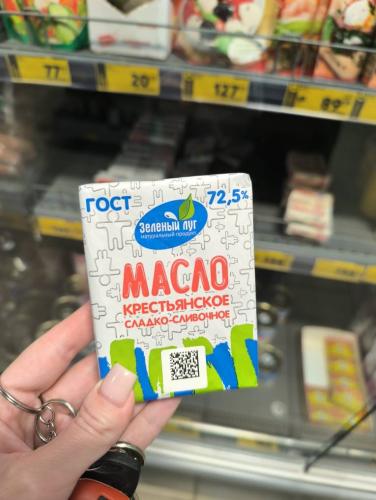 77
20
127
89
ГОСТ
72,5%
Зеленый луг
натуральный продукт
МАСЛО
КРЕСТЬЯНСКОЕ
СЛАДКО-СЛИВОЧНОЕ